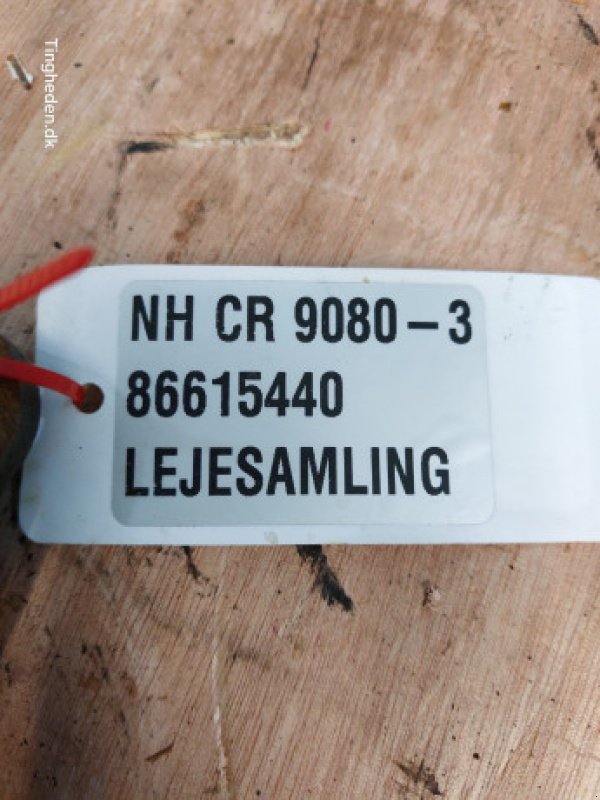 Tingheden.dk
NH CR 9080-3
86615440
LEJESAMLING